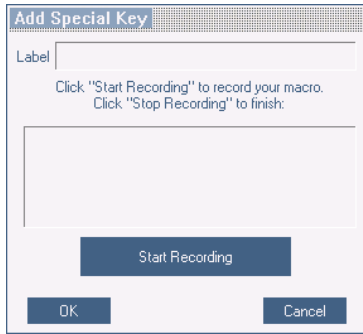 Add Special Key
Label
Click "Start Recording" to record your macro.
Click "Stop Recording" to finish:
Start Recording
OK Cancel